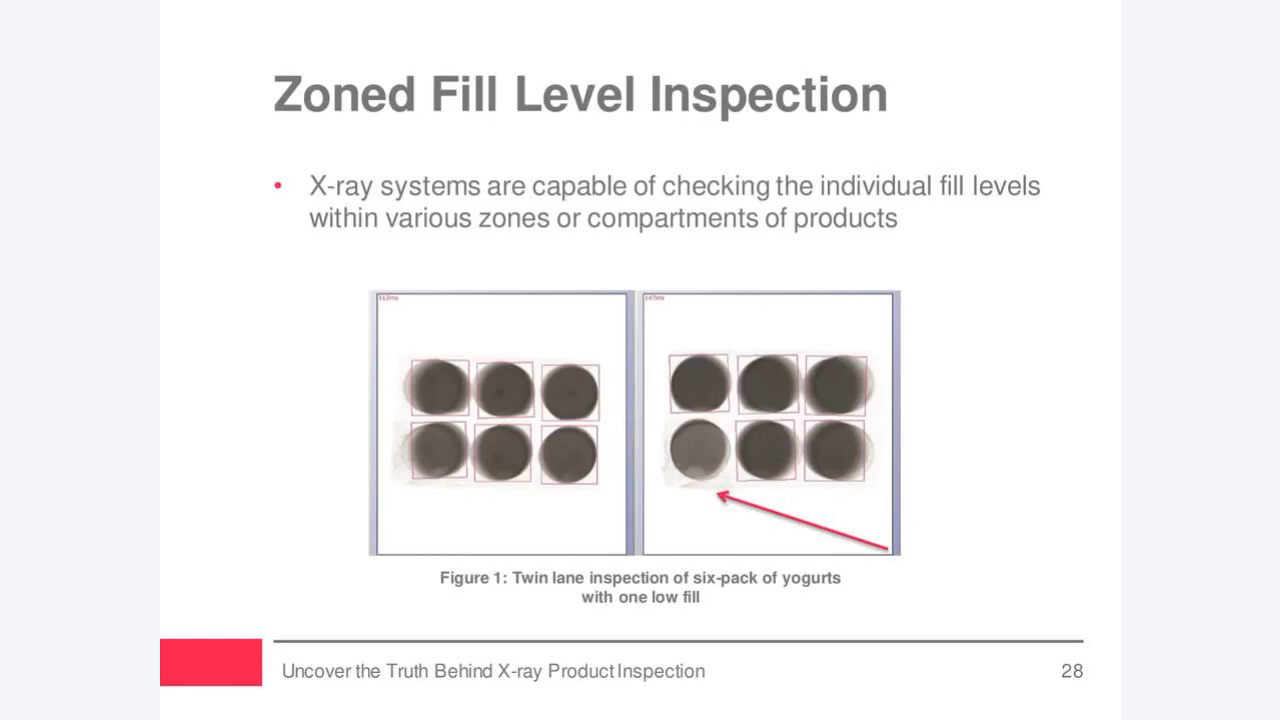 Zoned Fill Level Inspection
• X-ray systems are capable of checking the individual fill levels
within various zones or compartments of products
113ms
147ms
Figure 1: Twin lane inspection of six-pack of yogurts
with one low fill
Uncover the Truth Behind X-ray Product Inspection
28